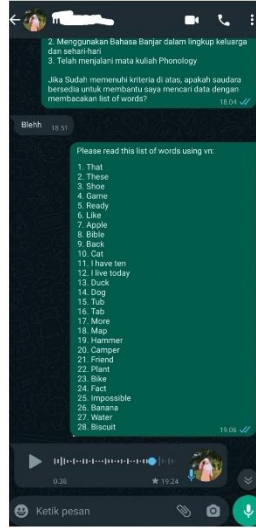 2. Menggunakan Bahasa Banjar dalam lingkup keluarga
dan sehari-hari
3. Telah menjalani mata kuliah Phonology
Jika Sudah memenuhi kriteria di atas, apakah saudara
bersedia untuk membantu saya mencari data dengan
membacakan list of words?
18.04
Blehh 18.51
Please read this list of words using vn:
1. That
2. These
3. Shoe
4. Game
5. Ready
6. Like
7. Apple
8. Bible
9. Back
10. Cat
11. I have ten
12. I live today
13. Duck
14. Dog
15. Tub
16. Tab
17. More
18. Map
19. Hammer
20. Camper
21. Friend
22. Plant
23. Bike
24. Fact
25. Impossible
26. Banana
27. Water
28. Biscuit
19.06
0.36 19.24
Ketik pesan